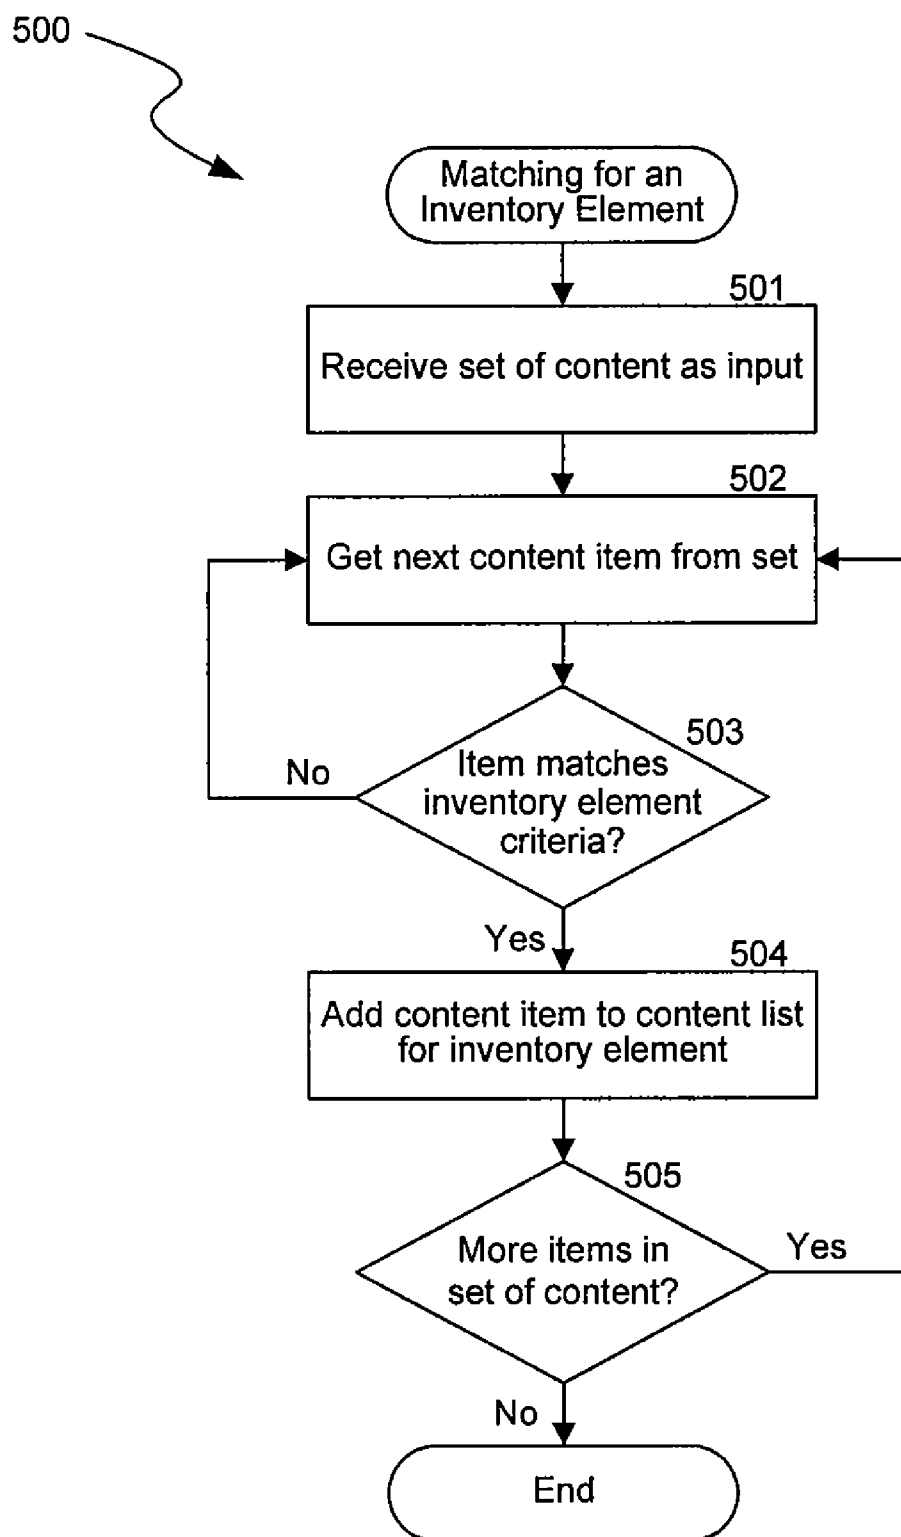 500
Matching for an
Inventory Element
501
Receive set of content as input
502
Get next content item from set
503
Item matches
inventory element
criteria?
No
Yes
504
Add content item to content list
for inventory element
505
More items in
set of content?
Yes
No
End